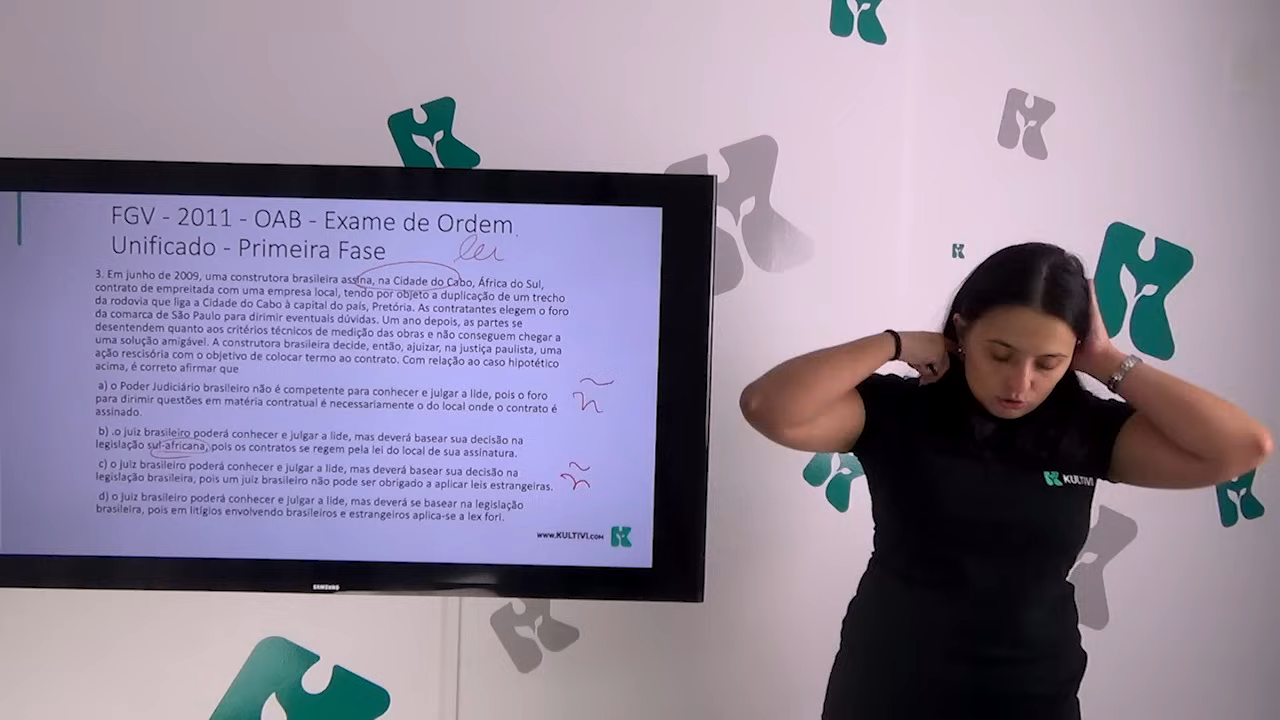 FGV - 2011 - OAB - Exame de Ordem
Unificado - Primeira Fase
lei
3. Em junho de 2009, uma construtora brasileira assina, na Cidade do Cabo, África do Sul,
contrato de empreitada com uma empresa local, tendo por objeto a duplicação de um trecho
da rodovia que liga a Cidade do Cabo à capital do país, Pretória. As contratantes elegem o foro
da comarca de São Paulo para dirimir eventuais dúvidas. Um ano depois, as partes se
desentendem quanto aos critérios técnicos de medição das obras e não conseguem chegar a
uma solução amigável. A construtora brasileira decide, então, ajuizar, na justiça paulista, uma
ação rescisória com o objetivo de colocar termo ao contrato. Com relação ao caso hipotético
acima, é correto afirmar que
a) o Poder Judiciário brasileiro não é competente para conhecer e julgar a lide, pois o foro
para dirimir questões em matéria contratual é necessariamente o do local onde o contrato é
assinado.
b) .o juiz brasileiro poderá conhecer e julgar a lide, mas deverá basear sua decisão na
legislação sul-africana, pois os contratos se regem pela lei do local de sua assinatura.
c) o juiz brasileiro poderá conhecer e julgar a lide, mas deverá basear sua decisão na
legislação brasileira, pois um juiz brasileiro não pode ser obrigado a aplicar leis estrangeiras.
d) o juiz brasileiro poderá conhecer e julgar a lide, mas deverá se basear na legislação
brasileira, pois em litígios envolvendo brasileiros e estrangeiros aplica-se a lex fori.
www.KULTIVI.com
SAMSUNG
KULTIVI